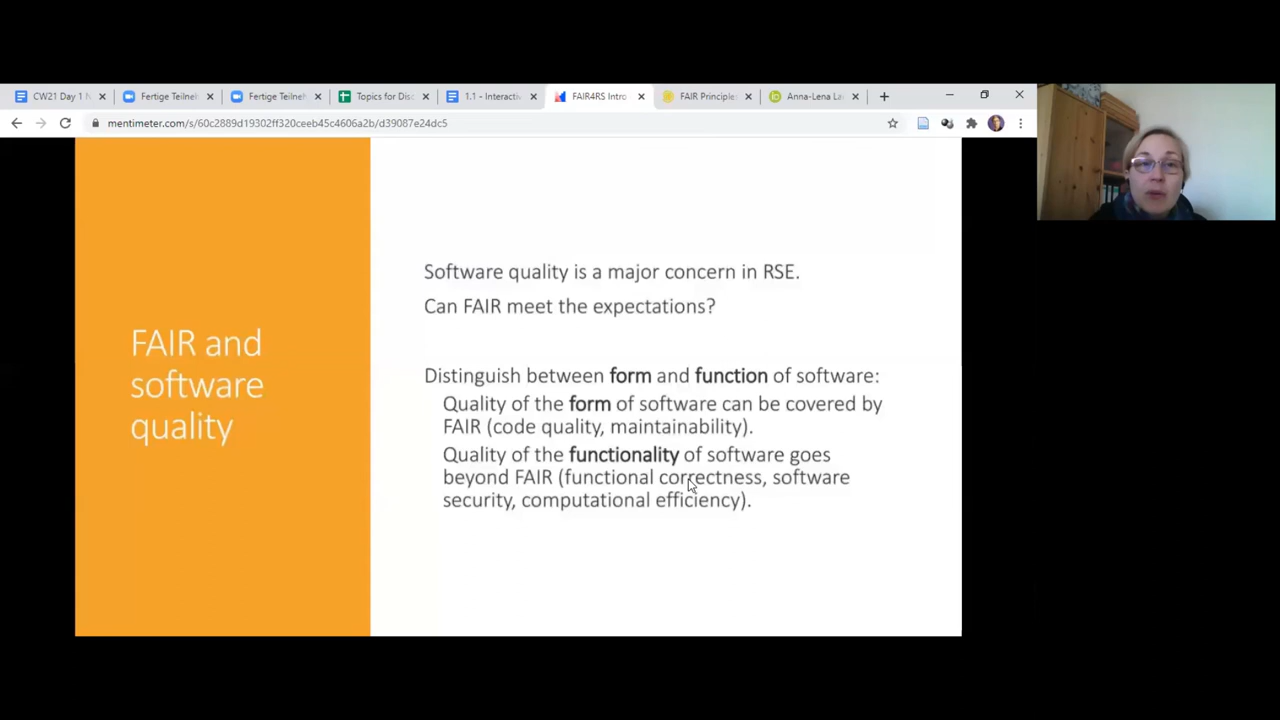 CW21 Day 1 N
Fertige Teilneh
Fertige Teilneh
Topics for Disc
1.1 - Interactiv
FAIR4RS Intro
FAIR Principles
Anna-Lena La
mentimeter.com/s/60c2889d19302ff320ceeb45c4606a2b/d39087e24dc5
FAIR and
software
quality
Software quality is a major concern in RSE.
Can FAIR meet the expectations?
Distinguish between form and function of software:
Quality of the form of software can be covered by
FAIR (code quality, maintainability).
Quality of the functionality of software goes
beyond FAIR (functional correctness, software
security, computational efficiency).